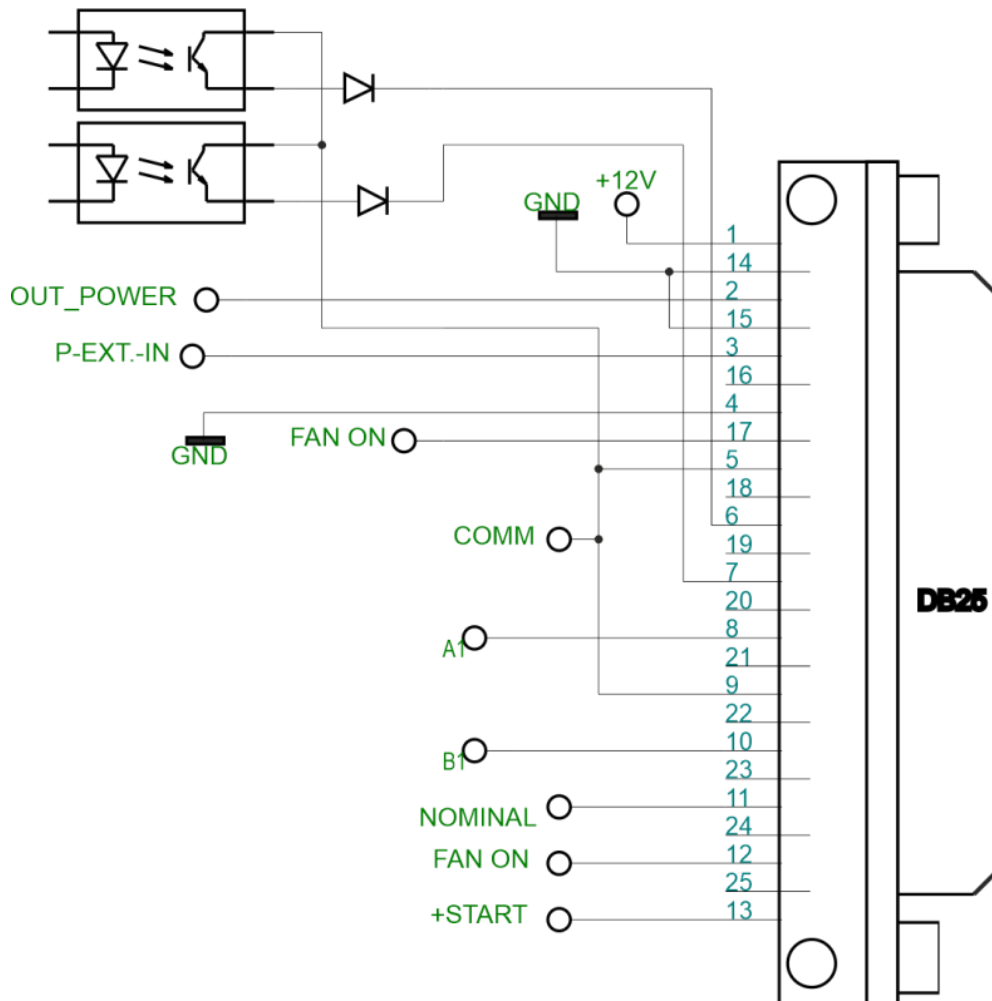 +12V
GND
1
14
OUT_POWER
2
15
P-EXT.-IN
3
16
4
FAN ON
17
GND
5
18
6
COMM
19
7
20
DB25
8
A1
21
9
22
10
B1
23
11
NOMINAL
24
12
FAN ON
25
13
+START